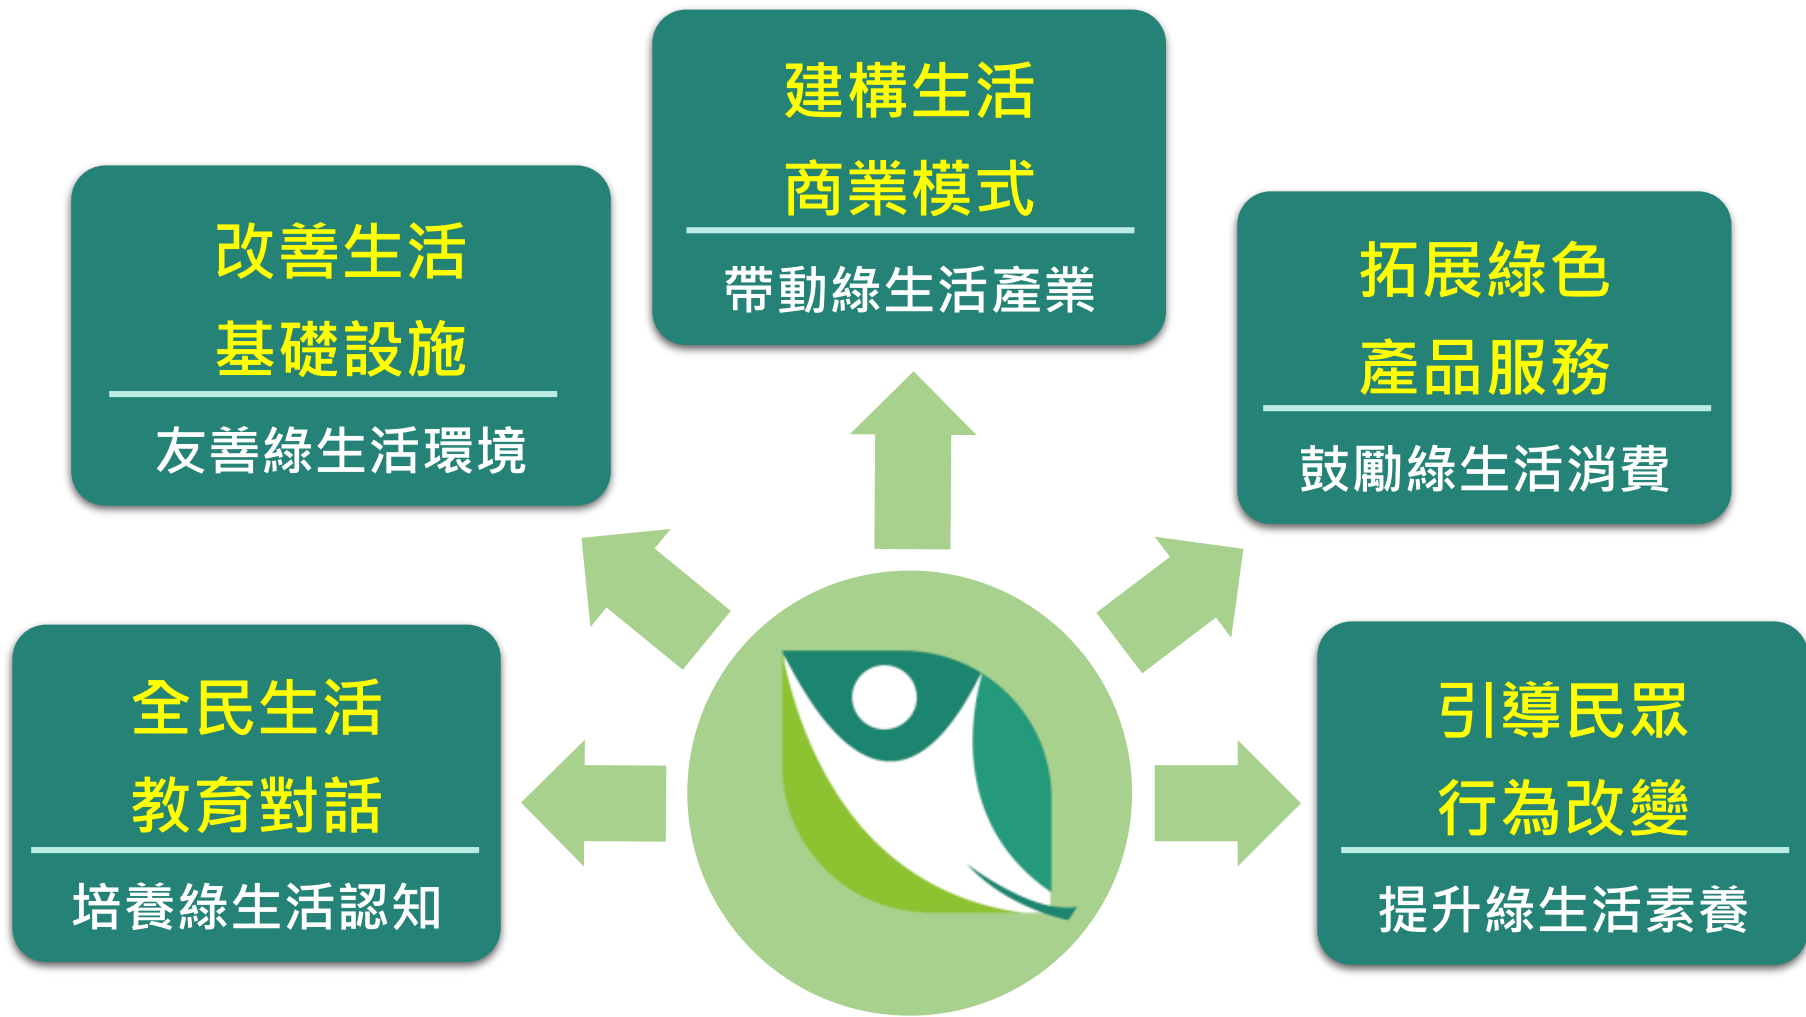 建構生活
商業模式
帶動綠生活產業
改善生活
基礎設施
友善綠生活環境
拓展綠色
產品服務
鼓勵綠生活消費
全民生活
教育對話
培養綠生活認知
引導民眾
行為改變
提升綠生活素養